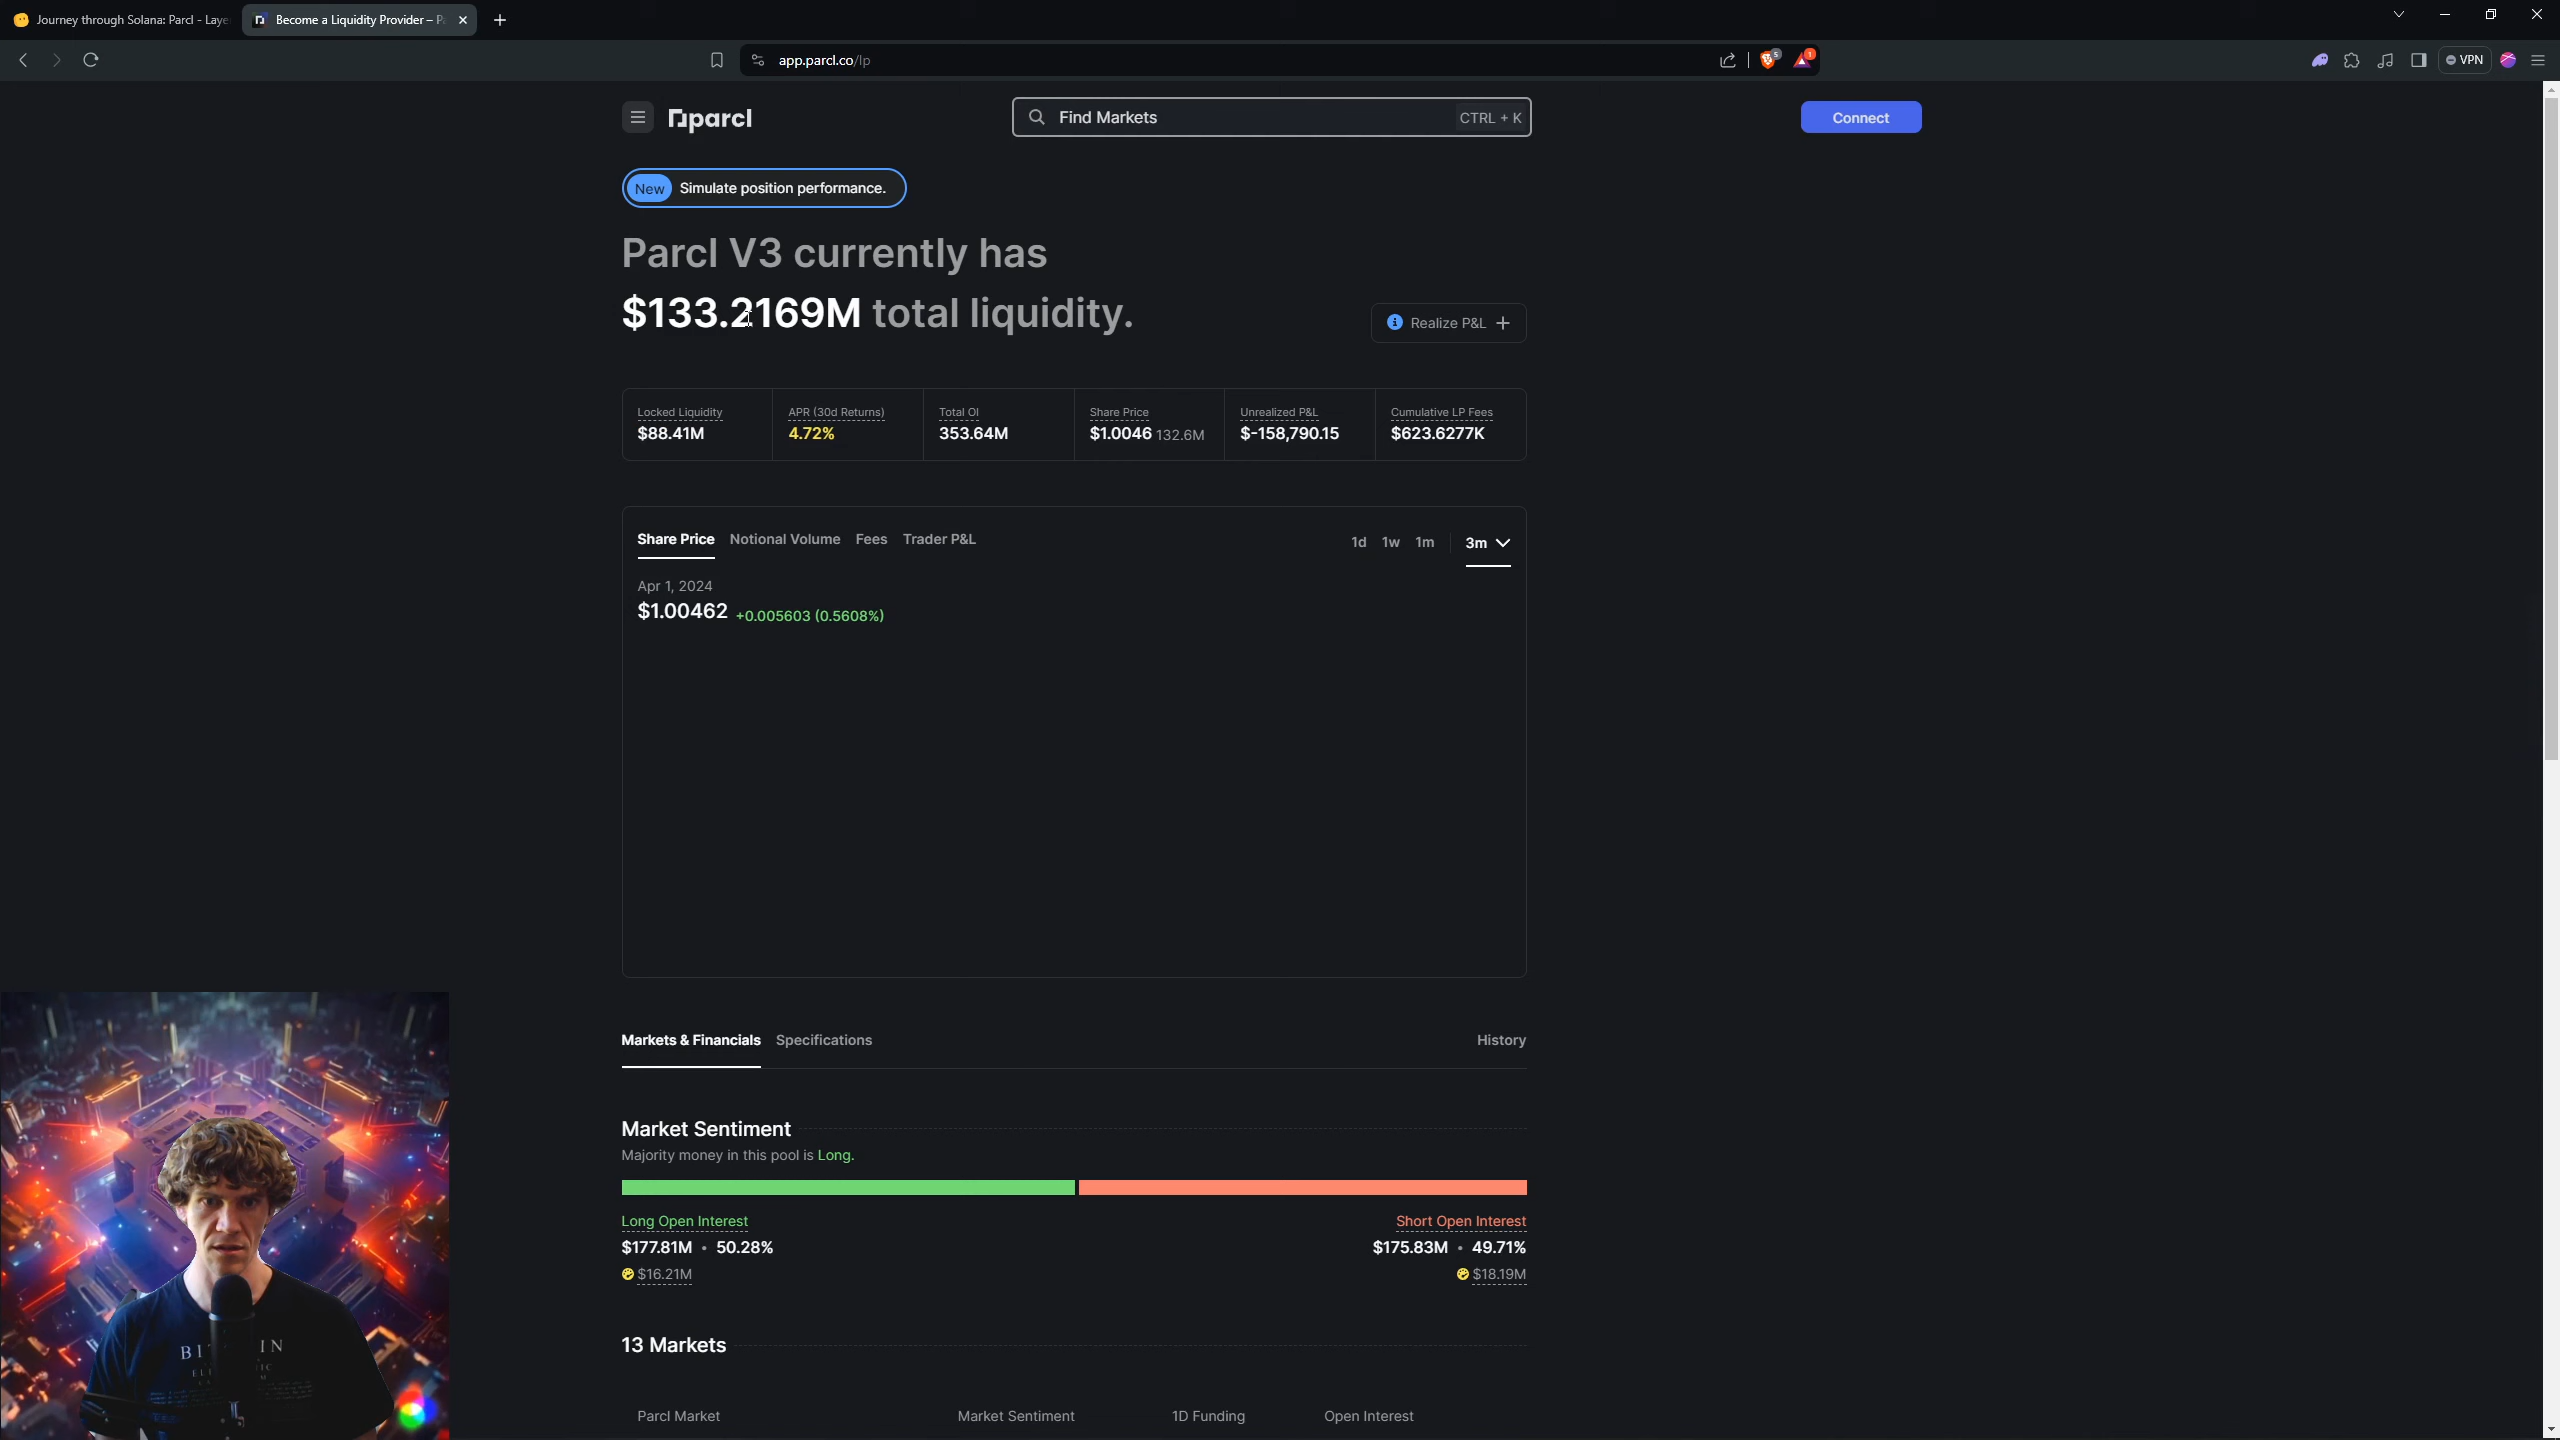 Journey through Solana: Parcl - Laye
Become a Liquidity Provider – P
app.parcl.co/lp
5
1
VPN
parcl
Find Markets
CTRL + K
Connect
New
Simulate position performance.
Parcl V3 currently has
$133.2169M total liquidity.
Realize P&L
Locked Liquidity
$88.41M
APR (30d Returns)
4.72%
Total OI
353.64M
Share Price
$1.0046 132.6M
Unrealized P&L
$-158,790.15
Cumulative LP Fees
$623.6277K
Share Price
Notional Volume
Fees
Trader P&L
1d
1w
1m
3m
Apr 1, 2024
$1.00462 +0.005603 (0.5608%)
Markets & Financials
Specifications
History
Market Sentiment
Majority money in this pool is Long.
Long Open Interest
Short Open Interest
$177.81M • 50.28%
$175.83M • 49.71%
$16.21M
$18.19M
13 Markets
Parcl Market
Market Sentiment
1D Funding
Open Interest